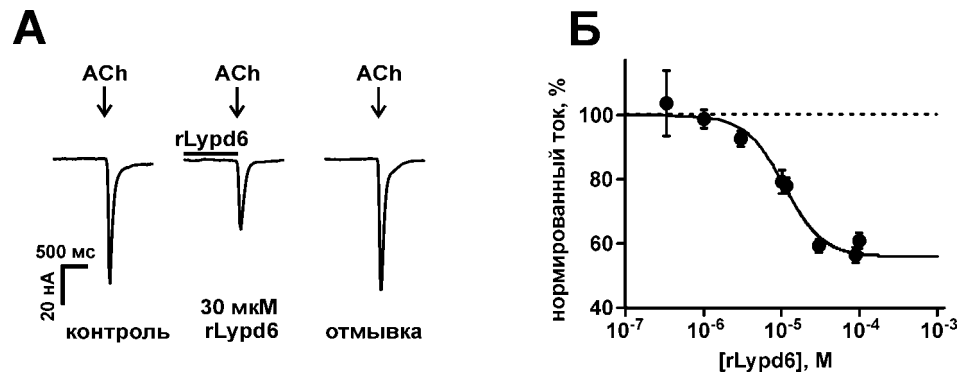 А
ACh
ACh
ACh
rLypd6
500 мс
20 нА
контроль
30 мкМ
rLypd6
отмывка
Б
нормированный ток, %
100
80
60
40
10-7
10-6
10-5
10-4
10-3
[rLypd6], М